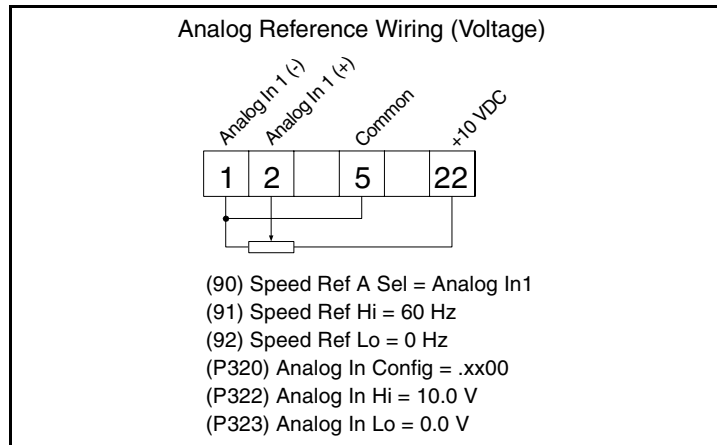 Analog Reference Wiring (Voltage)
Analog In 1 (-)
Analog In 1 (+)
Common
+10 VDC
1 2 5 22
(90) Speed Ref A Sel = Analog In1
(91) Speed Ref Hi = 60 Hz
(92) Speed Ref Lo = 0 Hz
(P320) Analog In Config = .xx00
(P322) Analog In Hi = 10.0 V
(P323) Analog In Lo = 0.0 V